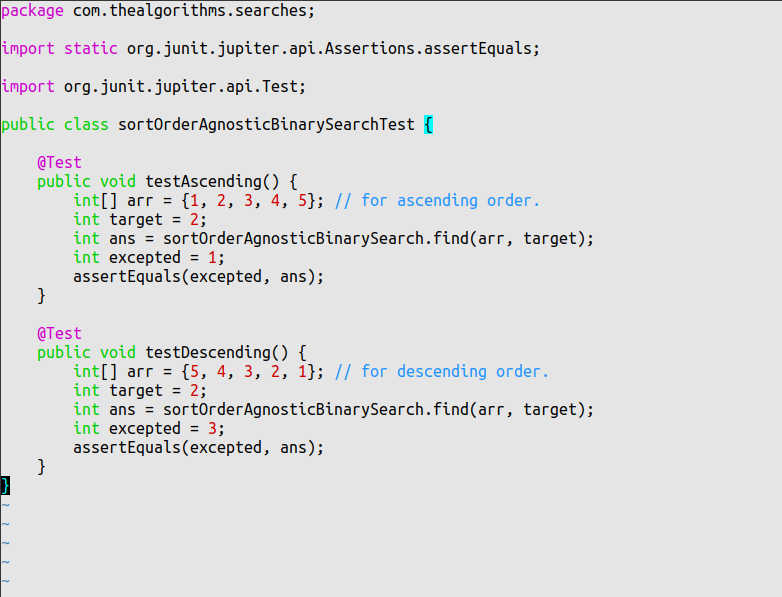 package com.thealgorithms.searches;

import static org.junit.jupiter.api.Assertions.assertEquals;

import org.junit.jupiter.api.Test;

public class sortOrderAgnosticBinarySearchTest {

    @Test
    public void testAscending() {
        int[] arr = {1, 2, 3, 4, 5}; // for ascending order.
        int target = 2;
        int ans = sortOrderAgnosticBinarySearch.find(arr, target);
        int excepted = 1;
        assertEquals(excepted, ans);
    }

    @Test
    public void testDescending() {
        int[] arr = {5, 4, 3, 2, 1}; // for descending order.
        int target = 2;
        int ans = sortOrderAgnosticBinarySearch.find(arr, target);
        int excepted = 3;
        assertEquals(excepted, ans);
    }
}
~
~
~
~
~